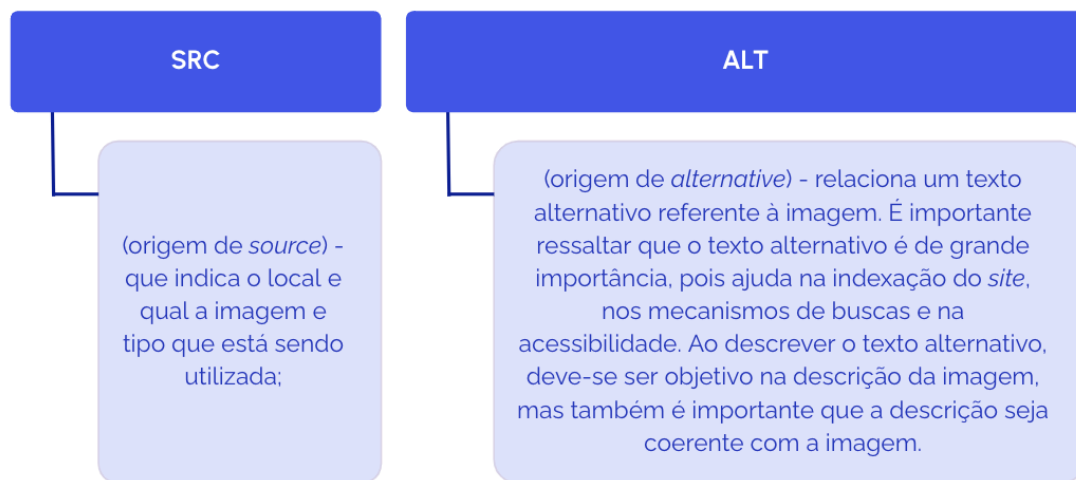 SRC
(origem de source) -
que indica o local e
qual a imagem e
tipo que está sendo
utilizada;
ALT
(origem de alternative) - relaciona um texto
alternativo referente à imagem. É importante
ressaltar que o texto alternativo é de grande
importância, pois ajuda na indexação do site,
nos mecanismos de buscas e na
acessibilidade. Ao descrever o texto alternativo,
deve-se ser objetivo na descrição da imagem,
mas também é importante que a descrição seja
coerente com a imagem.